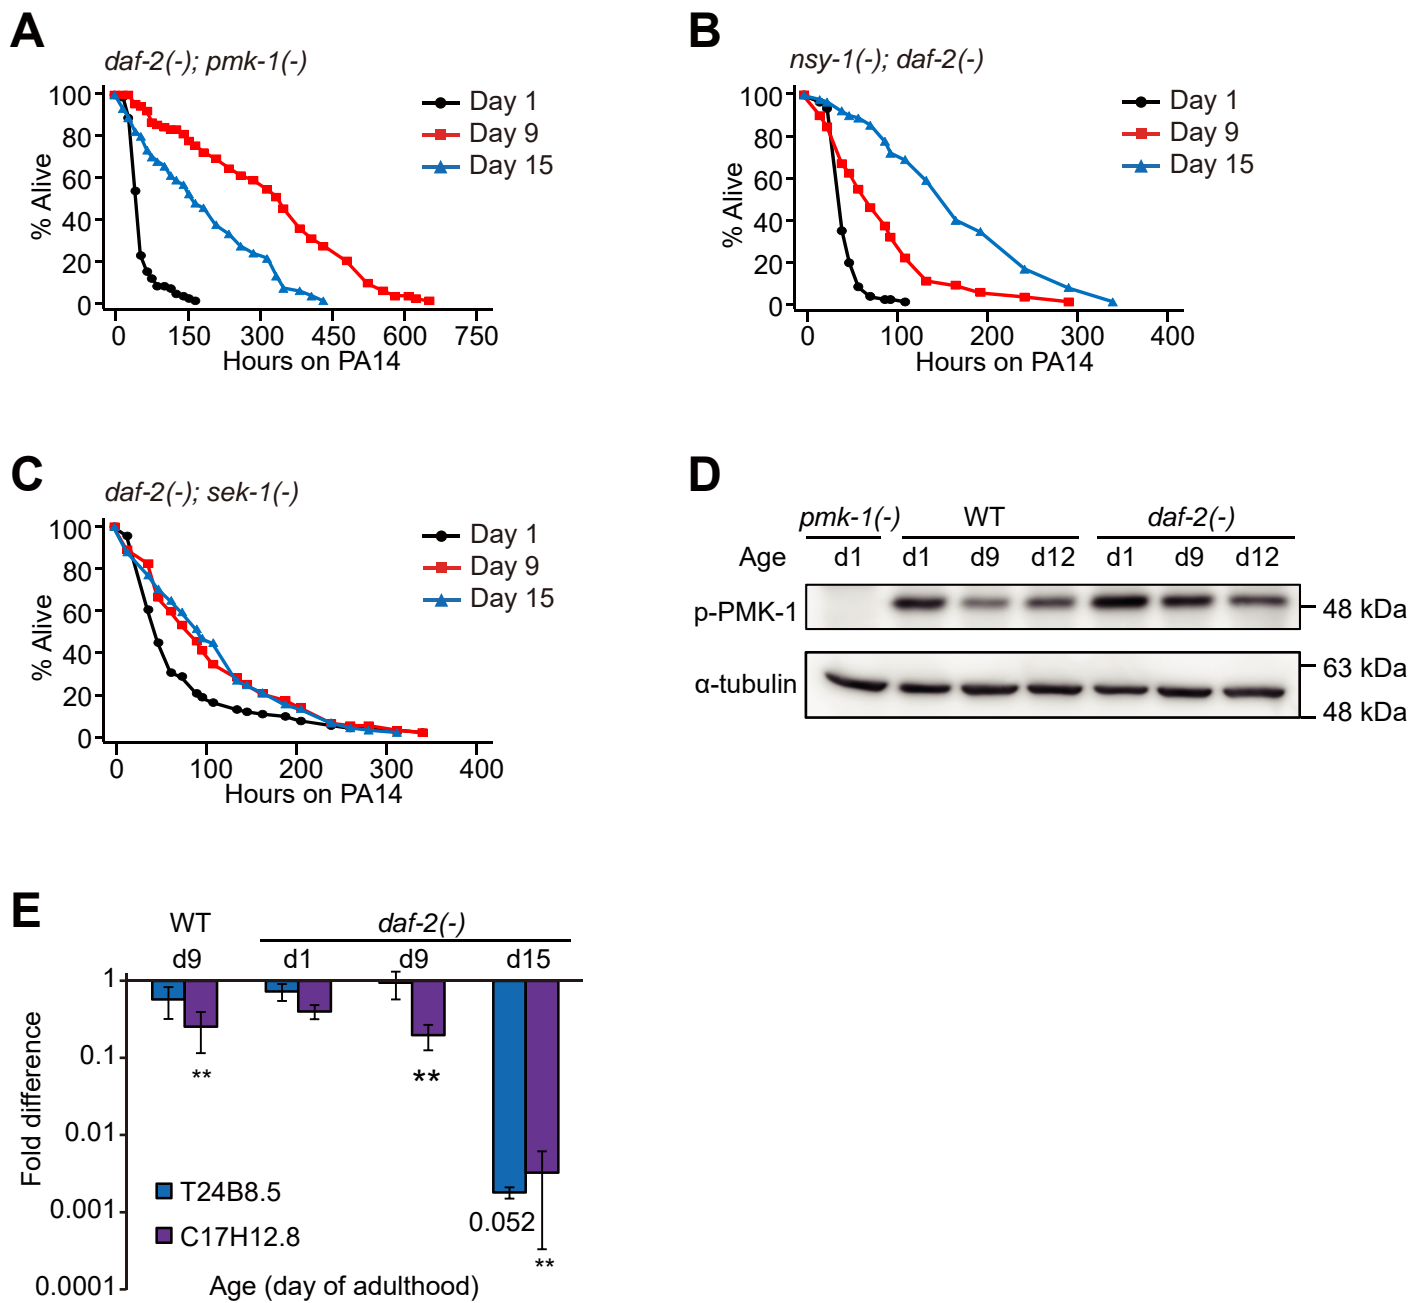 A
daf-2(-); pmk-1(-)
% Alive
100
80
60
40
20
0
0 150 300 450 600 750
Hours on PA14
Day 1
Day 9
Day 15
B
nsy-1(-); daf-2(-)
% Alive
100
80
60
40
20
0
0 100 200 300 400
Hours on PA14
Day 1
Day 9
Day 15
C
daf-2(-); sek-1(-)
% Alive
100
80
60
40
20
0
0 100 200 300 400
Hours on PA14
Day 1
Day 9
Day 15
D
pmk-1(-) WT daf-2(-)
Age d1 d1 d9 d12 d1 d9 d12
p-PMK-1 48 kDa
α-tubulin 63 kDa
48 kDa
E
WT daf-2(-)
d9 d1 d9 d15
Fold difference
1
0.1
0.01
0.001
0.0001
** ** 0.052 **
T24B8.5
C17H12.8
Age (day of adulthood)